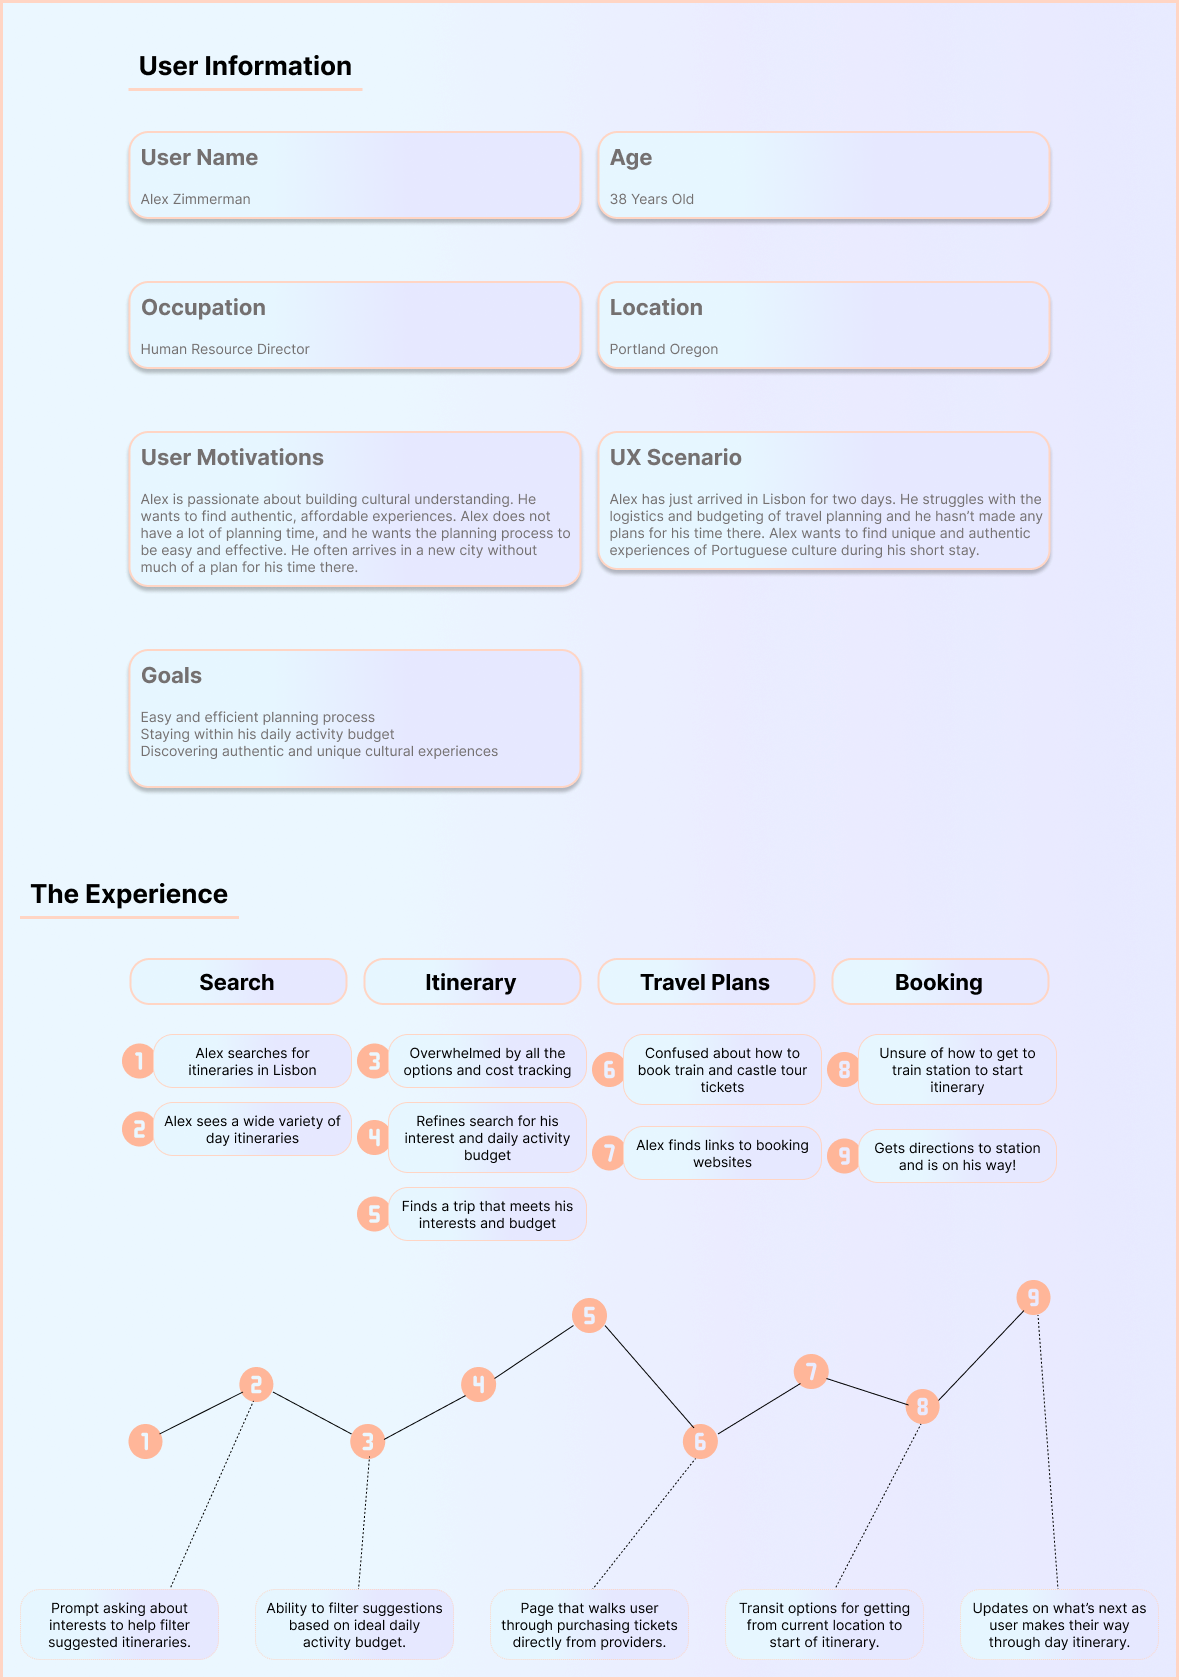 User Information
User Name
Alex Zimmerman
Age
38 Years Old
Occupation
Human Resource Director
Location
Portland Oregon
User Motivations
Alex is passionate about building cultural understanding. He
wants to find authentic, affordable experiences. Alex does not
have a lot of planning time, and he wants the planning process to
be easy and effective. He often arrives in a new city without
much of a plan for his time there.
UX Scenario
Alex has just arrived in Lisbon for two days. He struggles with the
logistics and budgeting of travel planning and he hasn’t made any
plans for his time there. Alex wants to find unique and authentic
experiences of Portuguese culture during his short stay.
Goals
Easy and efficient planning process
Staying within his daily activity budget
Discovering authentic and unique cultural experiences
The Experience
Search
Itinerary
Travel Plans
Booking
1
Alex searches for
itineraries in Lisbon
2
Alex sees a wide variety of
day itineraries
3
Overwhelmed by all the
options and cost tracking
4
Refines search for his
interest and daily activity
budget
5
Finds a trip that meets his
interests and budget
6
Confused about how to
book train and castle tour
tickets
7
Alex finds links to booking
websites
8
Unsure of how to get to
train station to start
itinerary
9
Gets directions to station
and is on his way!
1
2
3
4
5
6
7
8
9
Prompt asking about
interests to help filter
suggested itineraries.
Ability to filter suggestions
based on ideal daily
activity budget.
Page that walks user
through purchasing tickets
directly from providers.
Transit options for getting
from current location to
start of itinerary.
Updates on what’s next as
user makes their way
through day itinerary.